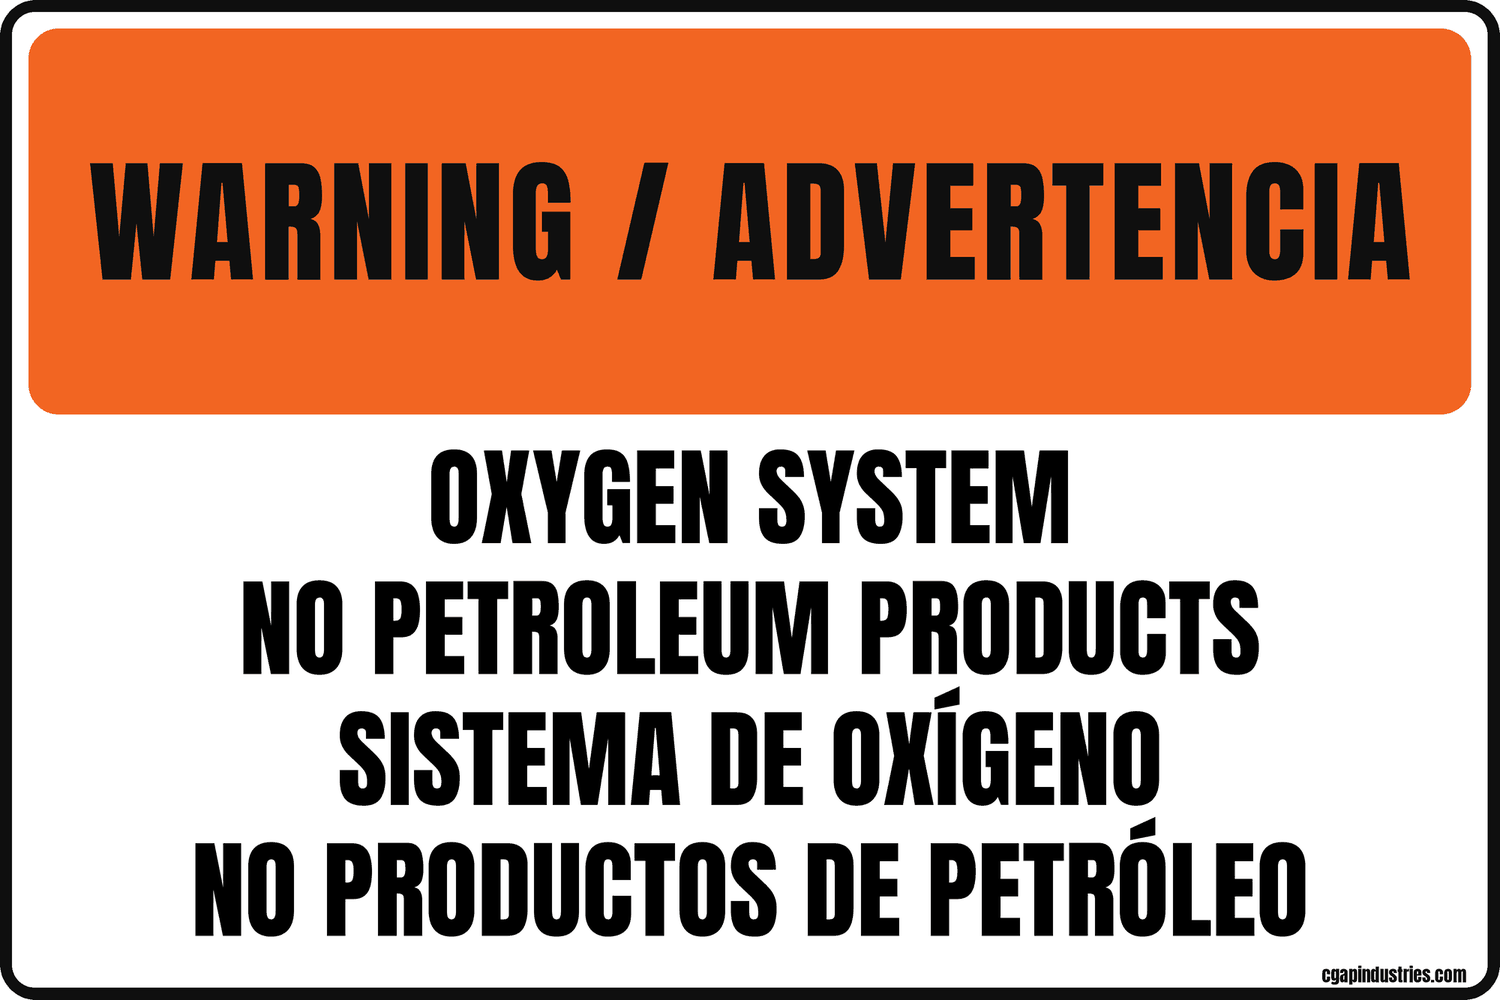 WARNING / ADVERTENCIA
OXYGEN SYSTEM
NO PETROLEUM PRODUCTS
SISTEMA DE OXÍGENO
NO PRODUCTOS DE PETRÓLEO
cgapindustries.com